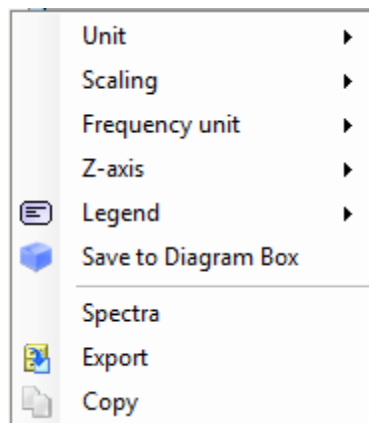 Unit
Scaling
Frequency unit
Z-axis
Legend
Save to Diagram Box
Spectra
Export
Copy